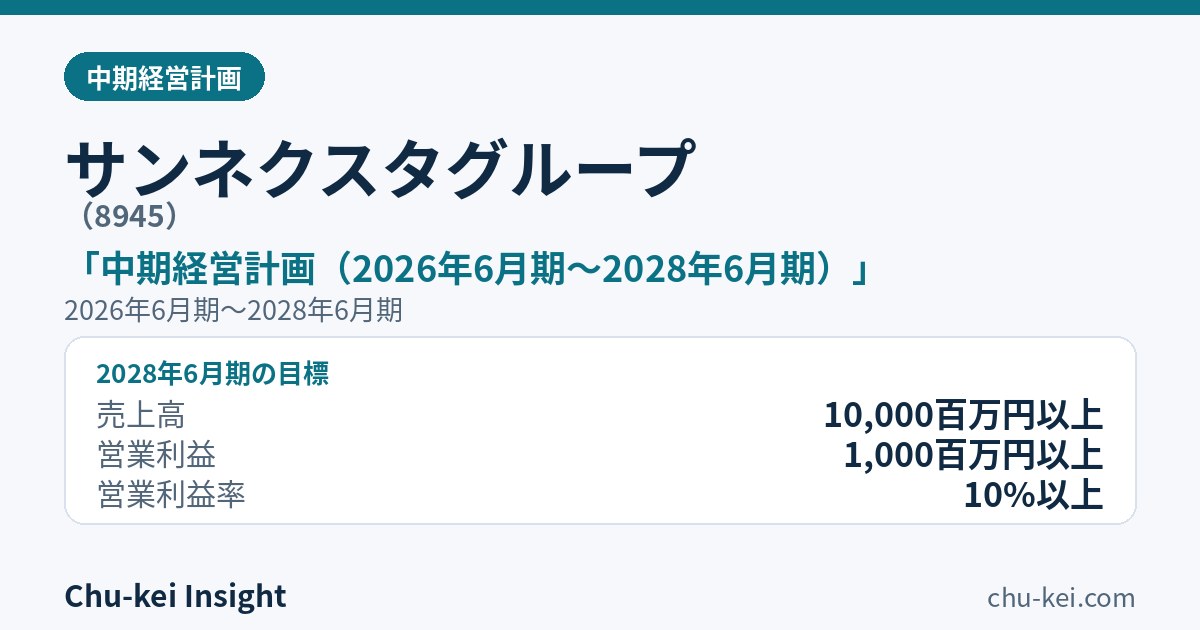 中期経営計画
サンネクスタグループ
（8945）
「中期経営計画（2026年6月期～2028年6月期）」
2026年6月期～2028年6月期
2028年6月期の目標
売上高 10,000百万円以上
営業利益 1,000百万円以上
営業利益率 10%以上
Chu-kei Insight chu-kei.com